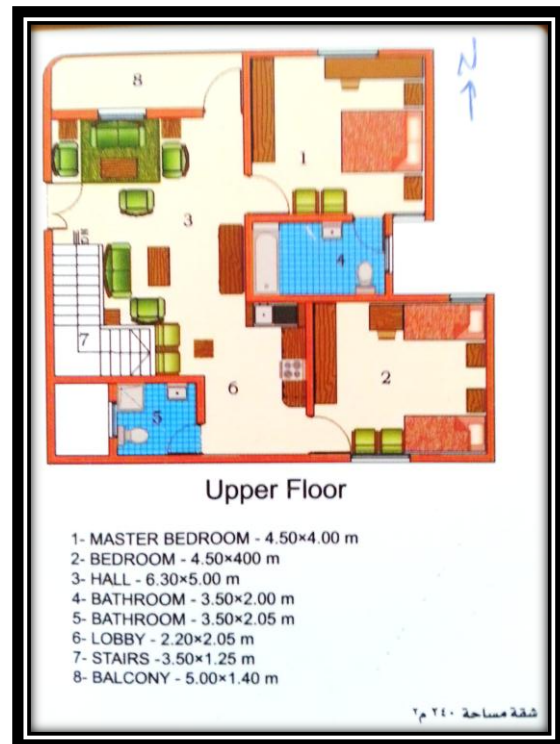 N
8
1
3
4
7
2
6
5
Upper Floor
1- MASTER BEDROOM - 4.50×4.00 m
2- BEDROOM - 4.50×400 m
3- HALL - 6.30×5.00 m
4- BATHROOM - 3.50×2.00 m
5- BATHROOM - 3.50×2.05 m
6- LOBBY - 2.20×2.05 m
7- STAIRS -3.50×1.25 m
8- BALCONY - 5.00×1.40 m
شقة مساحة ٢٤٠ م٢